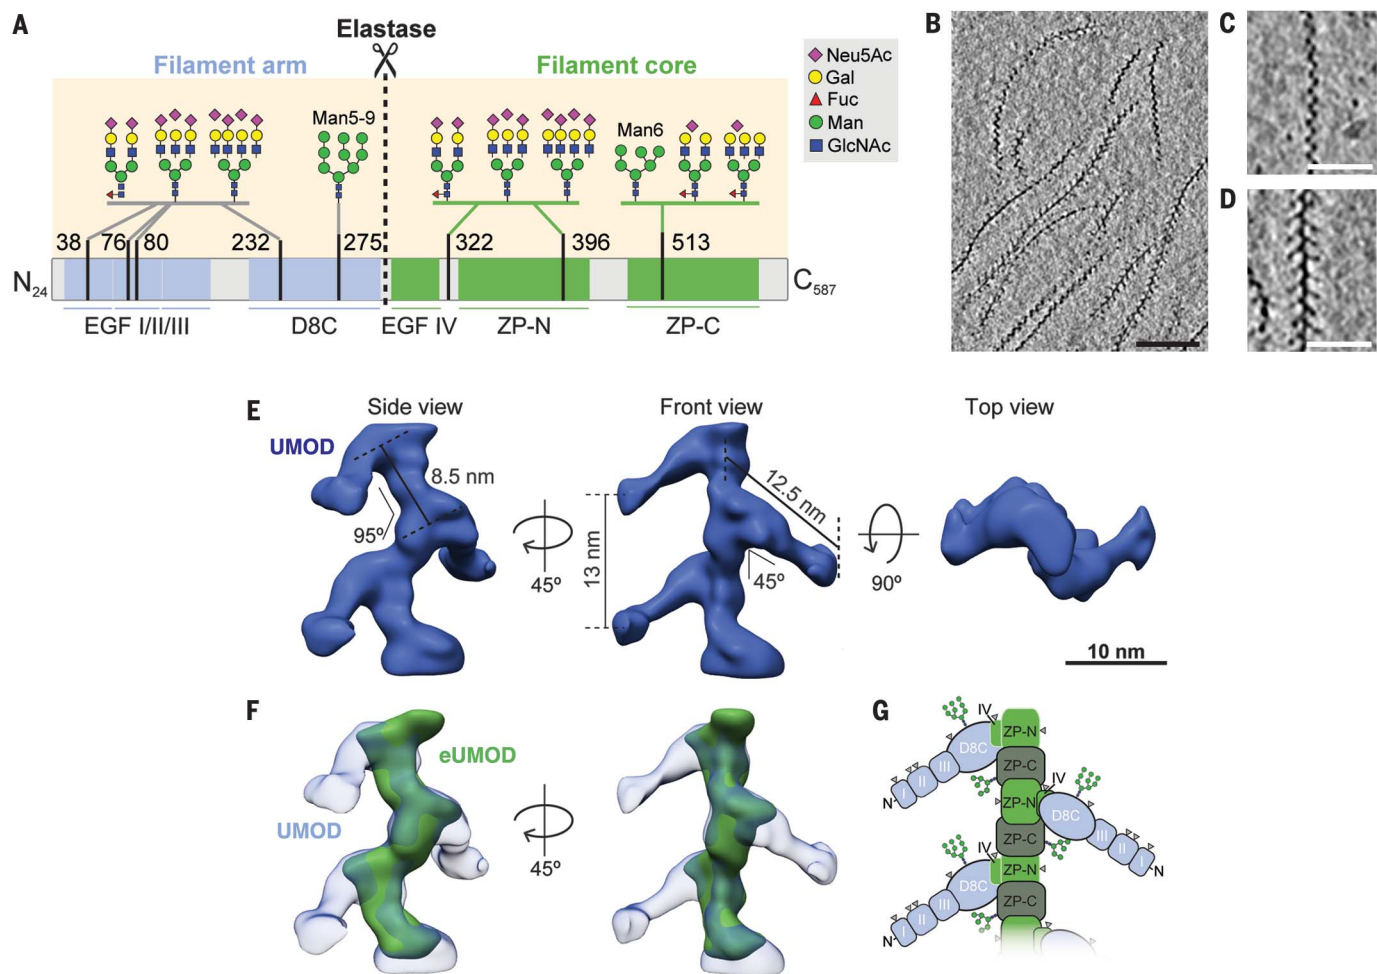 A
Elastase
Filament arm
Filament core
Man5-9
Man6
Neu5Ac
Gal
Fuc
Man
GlcNAc
38
76
80
232
275
322
396
513
N24
C587
EGF I/II/III
D8C
EGF IV
ZP-N
ZP-C
B
C
D
E
Side view
Front view
Top view
UMOD
8.5 nm
95º
45º
13 nm
12.5 nm
45º
90º
10 nm
F
eUMOD
UMOD
45º
G
IV
ZP-N
D8C
III
II
I
N
ZP-C
IV
ZP-N
D8C
III
II
I
N
ZP-C
IV
ZP-N
D8C
III
II
I
N
ZP-C